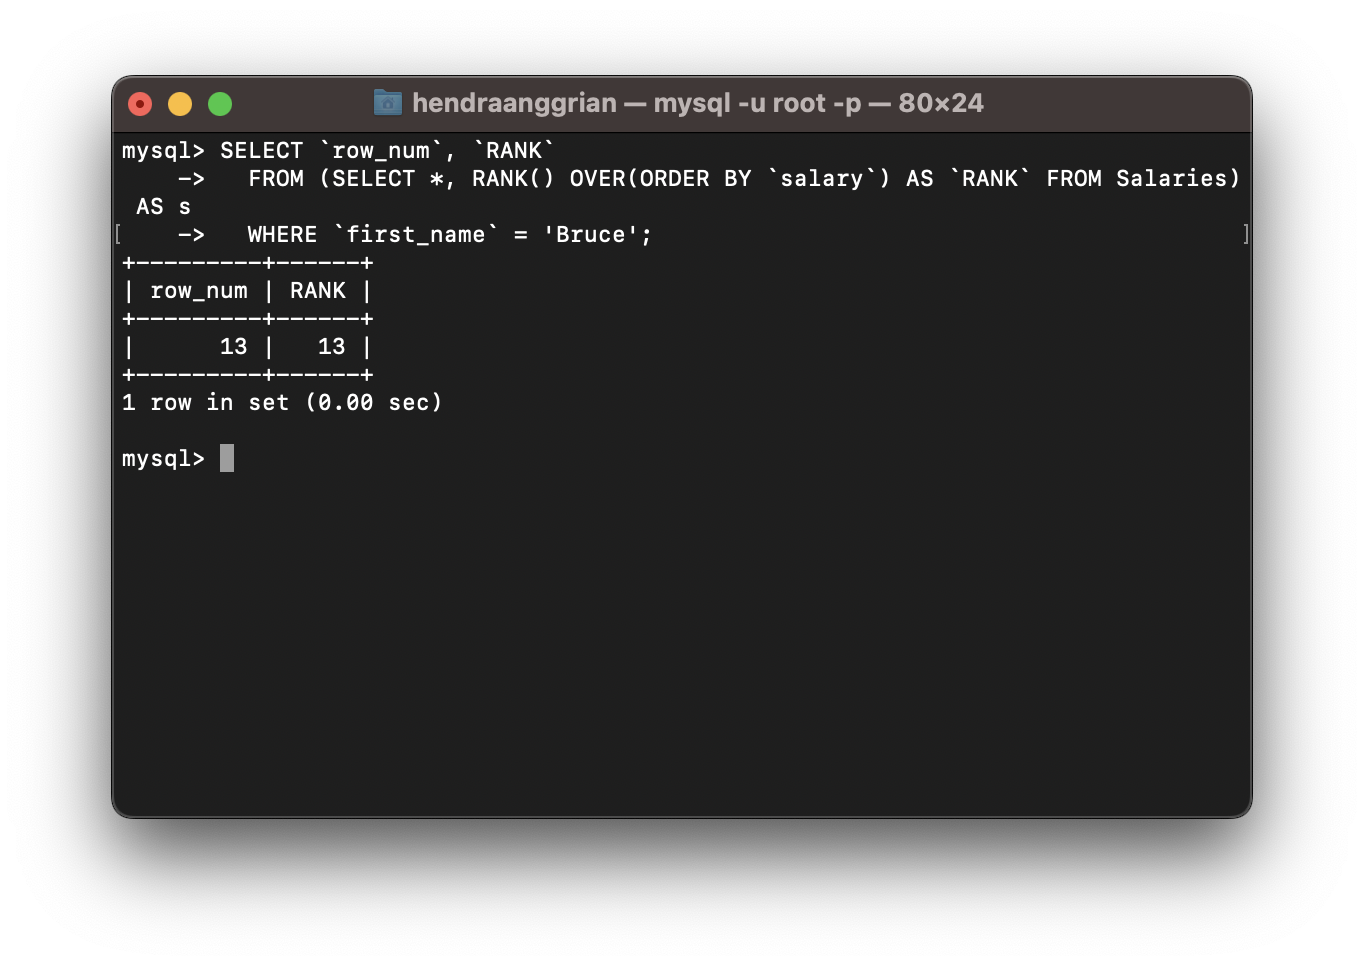 hendraanggrian — mysql -u root -p — 80×24
mysql> SELECT `row_num`, `RANK`
    ->   FROM (SELECT *, RANK() OVER(ORDER BY `salary`) AS `RANK` FROM Salaries)
 AS s
[    ->   WHERE `first_name` = 'Bruce';                                          ]
+---------+------+
| row_num | RANK |
+---------+------+
|      13 |   13 |
+---------+------+
1 row in set (0.00 sec)
mysql>